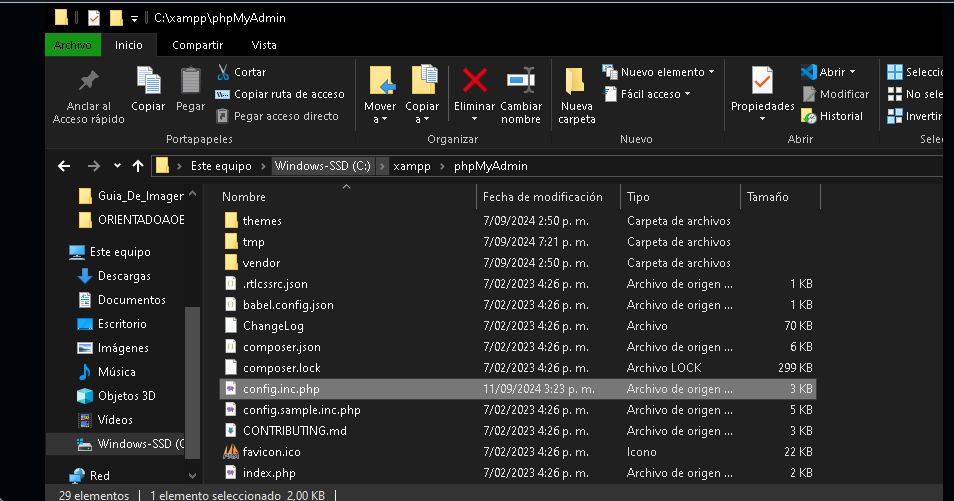 C:\xampp\phpMyAdmin
Archivo Inicio Compartir Vista
Anclar al Acceso rápido
Copiar
Pegar
Cortar
Copiar ruta de acceso
Pegar acceso directo
Portapapeles
Mover a
Copiar a
Eliminar
Cambiar nombre
Organizar
Nueva carpeta
Nuevo elemento
Fácil acceso
Nuevo
Propiedades
Abrir
Modificar
Historial
Abrir
Selecci
No sele
Invertir
Sele
Este equipo > Windows-SSD (C:) > xampp > phpMyAdmin
Guia_De_Imager
ORIENTADOAOE
Este equipo
Descargas
Documentos
Escritorio
Imágenes
Música
Objetos 3D
Vídeos
Windows-SSD (C
Red
Nombre Fecha de modificación Tipo Tamaño
themes 7/09/2024 2:50 p. m. Carpeta de archivos
tmp 7/09/2024 7:21 p. m. Carpeta de archivos
vendor 7/09/2024 2:50 p. m. Carpeta de archivos
.rtlcssrc.json 7/02/2023 4:26 p. m. Archivo de origen ... 1 KB
babel.config.json 7/02/2023 4:26 p. m. Archivo de origen ... 1 KB
ChangeLog 7/02/2023 4:26 p. m. Archivo 70 KB
composer.json 7/02/2023 4:26 p. m. Archivo de origen ... 6 KB
composer.lock 7/02/2023 4:26 p. m. Archivo LOCK 299 KB
config.inc.php 11/09/2024 3:23 p. m. Archivo de origen ... 3 KB
config.sample.inc.php 7/02/2023 4:26 p. m. Archivo de origen ... 5 KB
CONTRIBUTING.md 7/02/2023 4:26 p. m. Archivo de origen ... 3 KB
favicon.ico 7/02/2023 4:26 p. m. Icono 22 KB
index.php 7/02/2023 4:26 p. m. Archivo de origen ... 2 KB
29 elementos 1 elemento seleccionado 2,00 KB